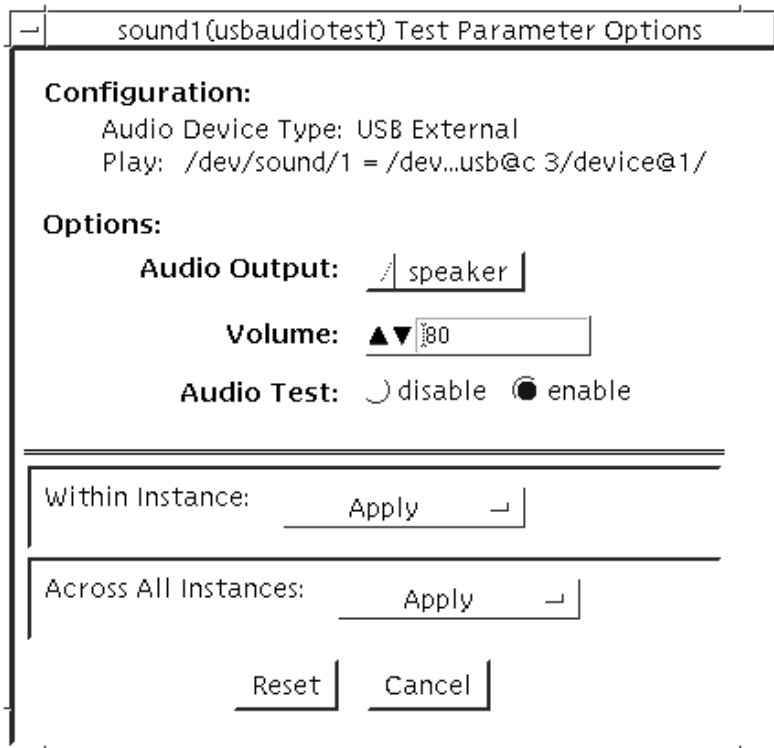 sound1(usbaudiotest) Test Parameter Options
Configuration:
Audio Device Type: USB External
Play: /dev/sound/1 = /dev...usb@c 3/device@1/
Options:
Audio Output: speaker
Volume: 80
Audio Test: disable enable
Within Instance: Apply
Across All Instances: Apply
Reset Cancel